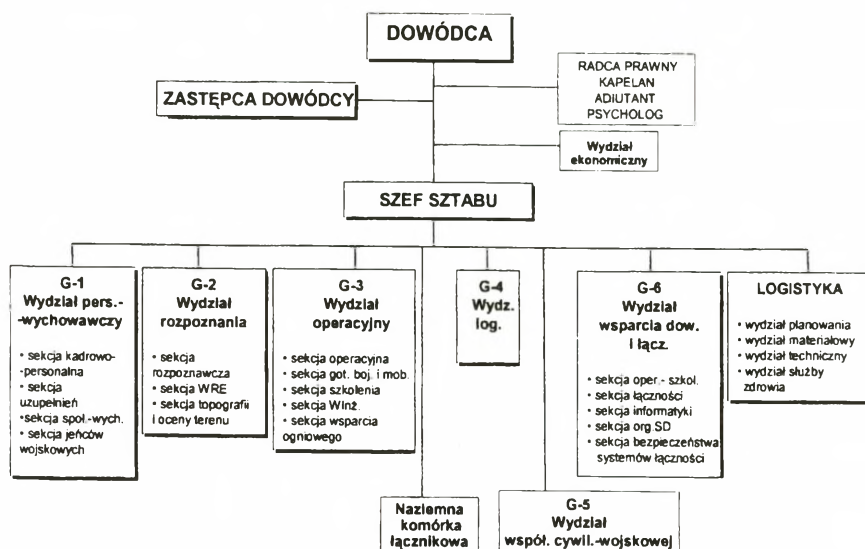 DOWÓDCA
RADCA PRAWNY
KAPELAN
ADIUTANT
PSYCHOLOG
ZASTĘPCA DOWÓDCY
Wydział
ekonomiczny
SZEF SZTABU
G-1
Wydział pers.-
-wychowawczy
• sekcja kadrowo-
-personalna
• sekcja
uzupełnień
•sekcja społ.-wych.
• sekcja jeńców
wojskowych
G-2
Wydział
rozpoznania
• sekcja
rozpoznawcza
• sekcja WRE
• sekcja topografii
i oceny terenu
G-3
Wydział
operacyjny
• sekcja operacyjna
• sekcja got. boj. i mob.
• sekcja szkolenia
• sekcja WInż.
• sekcja wsparcia
ogniowego
G-4
Wydz.
log.
G-6
Wydział
wsparcia dow.
i łącz.
• sekcja oper.- szkol.
• sekcja łączności
• sekcja informatyki
• sekcja org.SD
• sekcja bezpieczeństwa
systemów łączności
LOGISTYKA
• wydział planowania
• wydział materiałowy
• wydział techniczny
• wydział służby
zdrowia
Naziemna
komórka
łącznikowa
G-5
Wydział
współ. cywil.-wojskowej